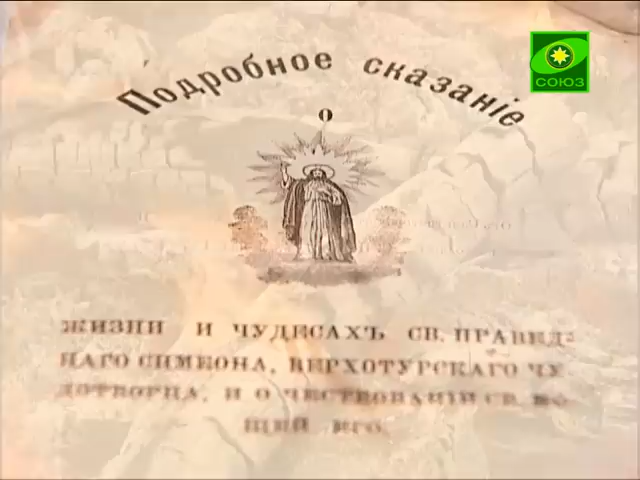 Подробное сказаніе
СОЮЗ
о
ЖИЗНИ И ЧУДЕСАХЪ СВ. ПРАВЕД-
НАГО СИМЕОНА, ВЕРХОТУРСКАГО ЧУ
ДОТВОРЦА, И О ЧЕСТВОВАНІИ СВ. МО-
ЩЕЙ ЕГО.